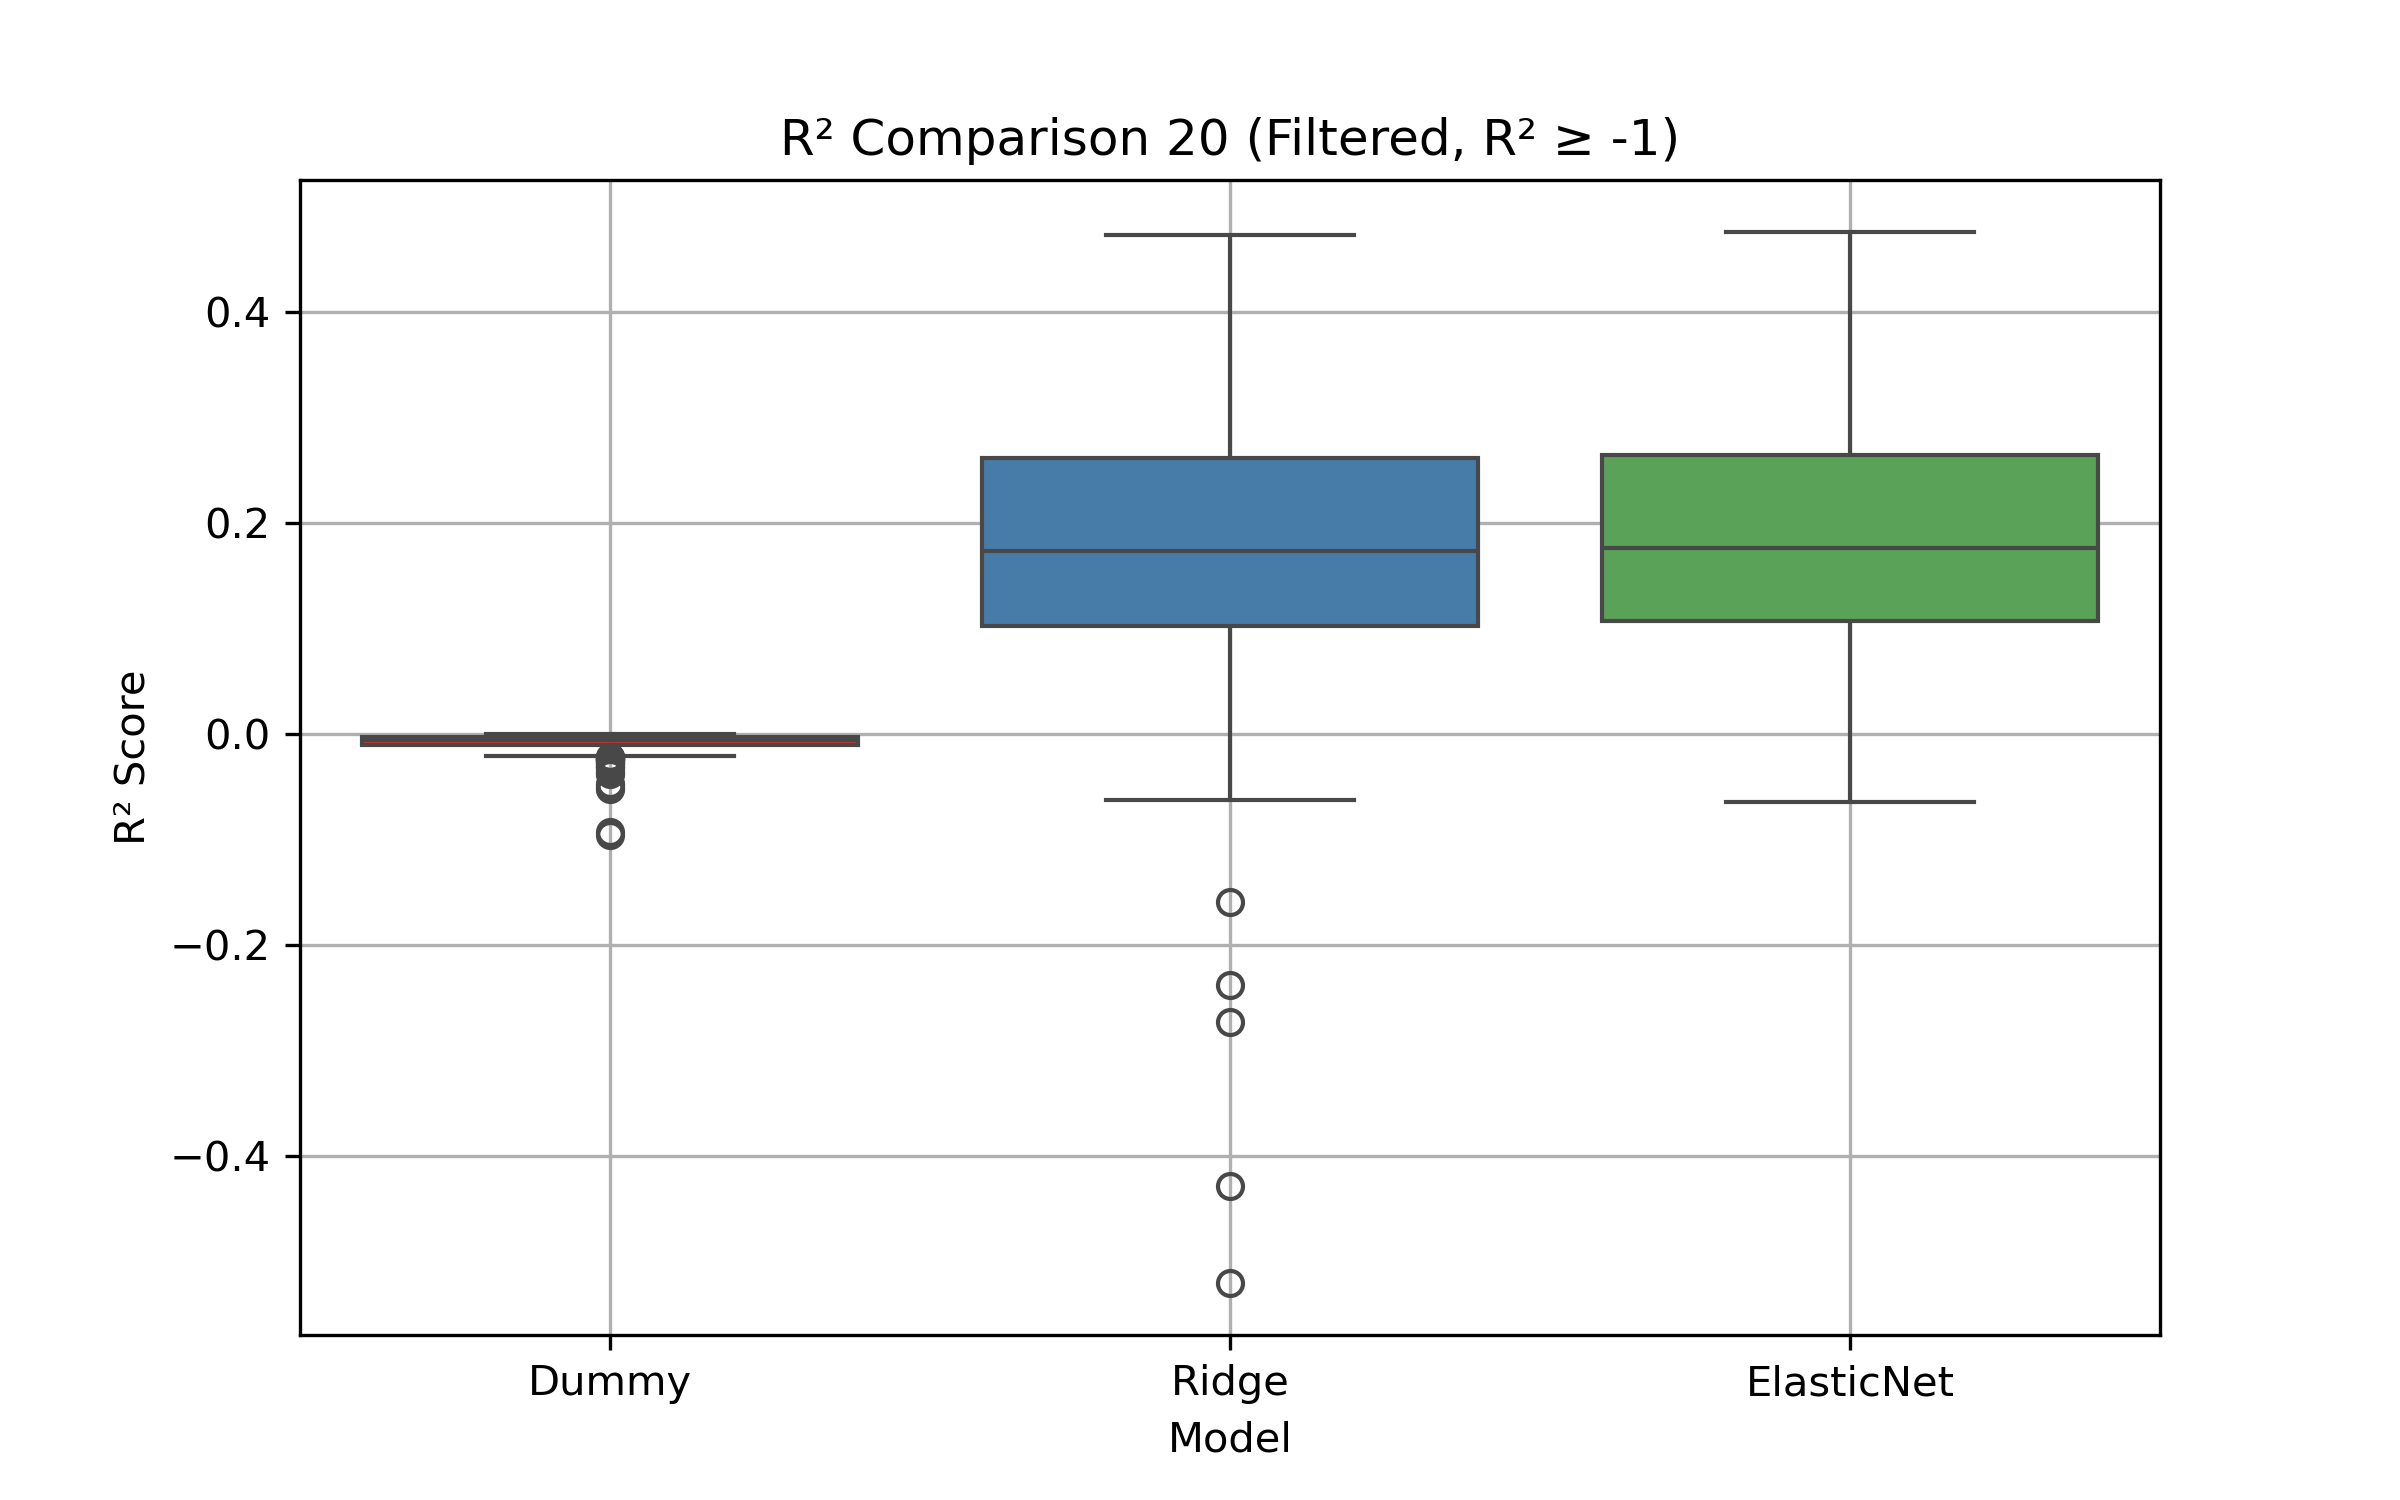 R² Comparison 20 (Filtered, R² ≥ -1)
R² Score
0.4
0.2
0.0
−0.2
−0.4
Dummy
Ridge
ElasticNet
Model